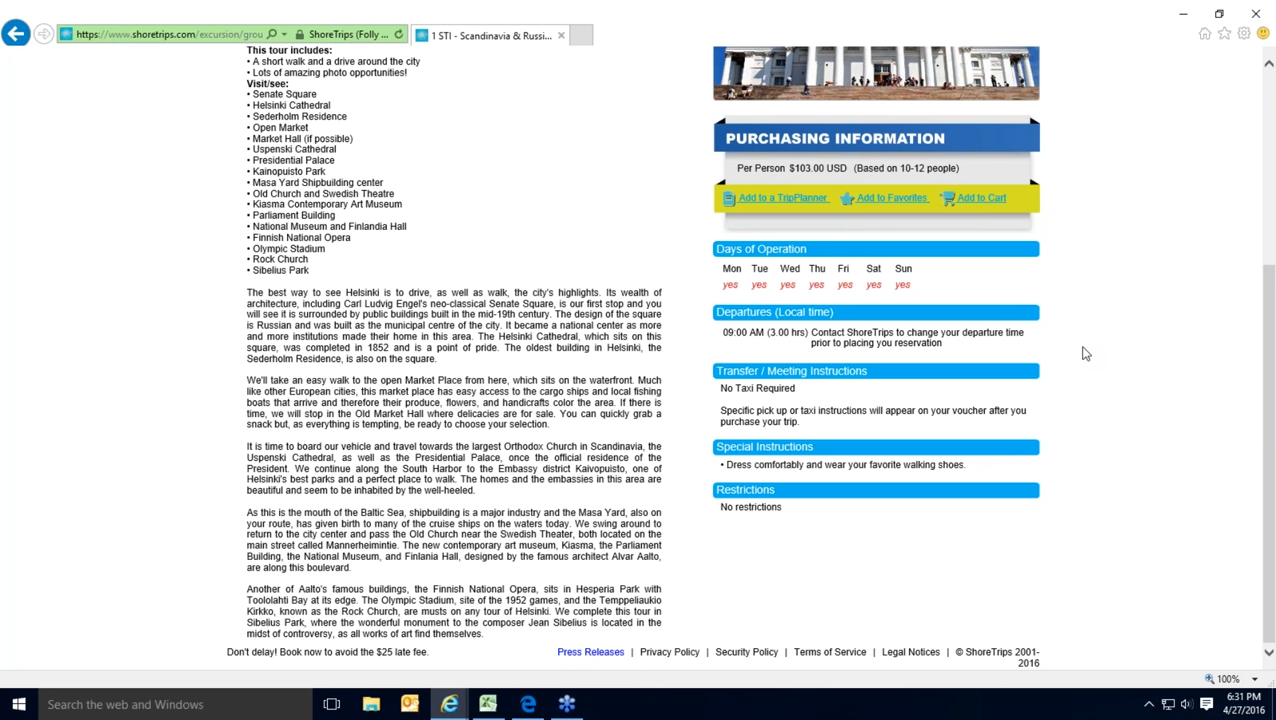 https://www.shoretrips.com/excursion/grou
ShoreTrips (Folly ...
1 STI - Scandinavia & Russi...
This tour includes:
• A short walk and a drive around the city
• Lots of amazing photo opportunities!
Visit/see:
• Senate Square
• Helsinki Cathedral
• Sederholm Residence
• Open Market
• Market Hall (if possible)
• Uspenski Cathedral
• Presidential Palace
• Kainopuisto Park
• Masa Yard Shipbuilding center
• Old Church and Swedish Theatre
• Kiasma Contemporary Art Museum
• Parliament Building
• National Museum and Finlandia Hall
• Finnish National Opera
• Olympic Stadium
• Rock Church
• Sibelius Park
The best way to see Helsinki is to drive, as well as walk, the city's highlights. Its wealth of
architecture, including Carl Ludvig Engel's neo-classical Senate Square, is our first stop and you
will see it is surrounded by public buildings built in the mid-19th century. The design of the square
is Russian and was built as the municipal centre of the city. It became a national center as more
and more institutions made their home in this area. The Helsinki Cathedral, which sits on this
square, was completed in 1852 and is a point of pride. The oldest building in Helsinki, the
Sederholm Residence, is also on the square.
We'll take an easy walk to the open Market Place from here, which sits on the waterfront. Much
like other European cities, this market place has easy access to the cargo ships and local fishing
boats that arrive and therefore their produce, flowers, and handicrafts color the area. If there is
time, we will stop in the Old Market Hall where delicacies are for sale. You can quickly grab a
snack but, as everything is tempting, be ready to choose your selection.
It is time to board our vehicle and travel towards the largest Orthodox Church in Scandinavia, the
Uspenski Cathedral, as well as the Presidential Palace, once the official residence of the
President. We continue along the South Harbor to the Embassy district Kaivopuisto, one of
Helsinki's best parks and a perfect place to walk. The homes and the embassies in this area are
beautiful and seem to be inhabited by the well-heeled.
As this is the mouth of the Baltic Sea, shipbuilding is a major industry and the Masa Yard, also on
your route, has given birth to many of the cruise ships on the waters today. We swing around to
return to the city center and pass the Old Church near the Swedish Theater, both located on the
main street called Mannerheimintie. The new contemporary art museum, Kiasma, the Parliament
Building, the National Museum, and Finlania Hall, designed by the famous architect Alvar Aalto,
are along this boulevard.
Another of Aalto's famous buildings, the Finnish National Opera, sits in Hesperia Park with
Toololahti Bay at its edge. The Olympic Stadium, site of the 1952 games, and the Temppeliaukio
Kirkko, known as the Rock Church, are musts on any tour of Helsinki. We complete this tour in
Sibelius Park, where the wonderful monument to the composer Jean Sibelius is located in the
midst of controversy, as all works of art find themselves.
PURCHASING INFORMATION
Per Person $103.00 USD (Based on 10-12 people)
Add to a TripPlanner Add to Favorites Add to Cart
Days of Operation
Mon Tue Wed Thu Fri Sat Sun
yes yes yes yes yes yes yes
Departures (Local time)
09:00 AM (3.00 hrs) Contact ShoreTrips to change your departure time
prior to placing you reservation
Transfer / Meeting Instructions
No Taxi Required
Specific pick up or taxi instructions will appear on your voucher after you
purchase your trip.
Special Instructions
• Dress comfortably and wear your favorite walking shoes.
Restrictions
No restrictions
Don't delay! Book now to avoid the $25 late fee.
Press Releases | Privacy Policy | Security Policy | Terms of Service | Legal Notices | © ShoreTrips 2001-
2016
100%
Search the web and Windows
6:31 PM
4/27/2016